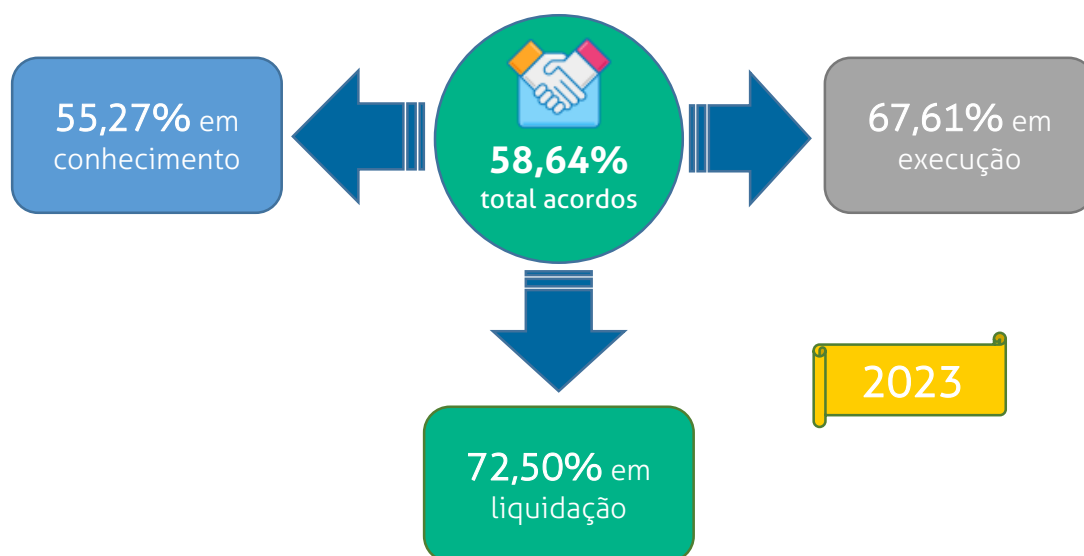 58,64%
total acordos
55,27% em
conhecimento
67,61% em
execução
72,50% em
liquidação
2023